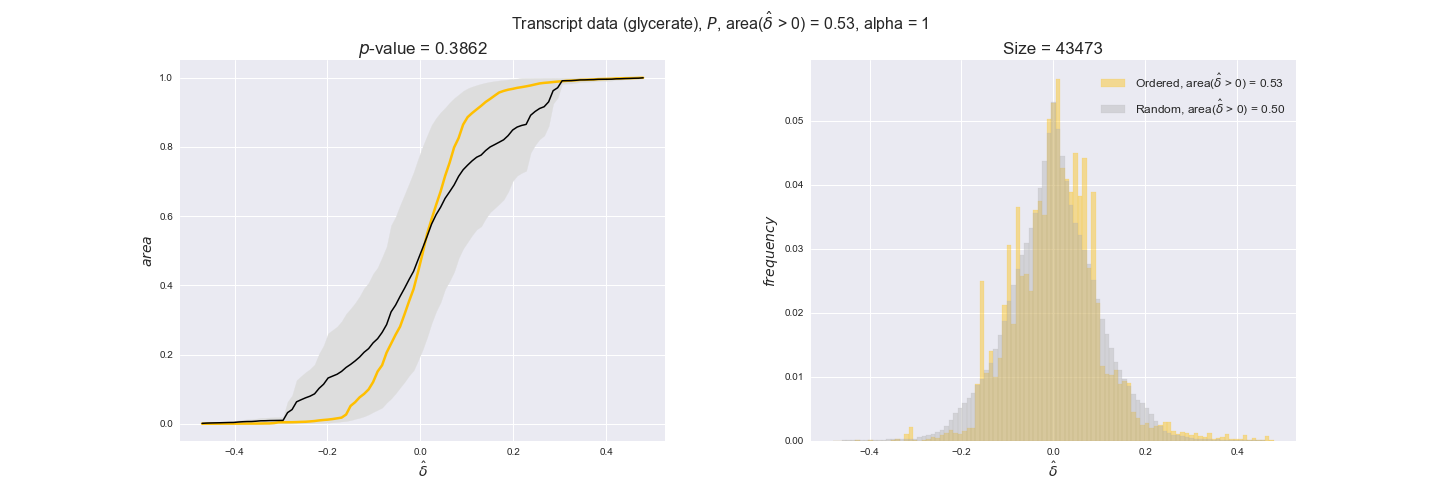 Transcript data (glycerate), P, area(δ̂ > 0) = 0.53, alpha = 1
p-value = 0.3862
1.0
0.8
0.6
0.4
0.2
0.0
area
−0.4 −0.2 0.0 0.2 0.4
δ̂
Size = 43473
Ordered, area(δ̂ > 0) = 0.53
Random, area(δ̂ > 0) = 0.50
0.05
0.04
0.03
0.02
0.01
0.00
frequency
−0.4 −0.2 0.0 0.2 0.4
δ̂